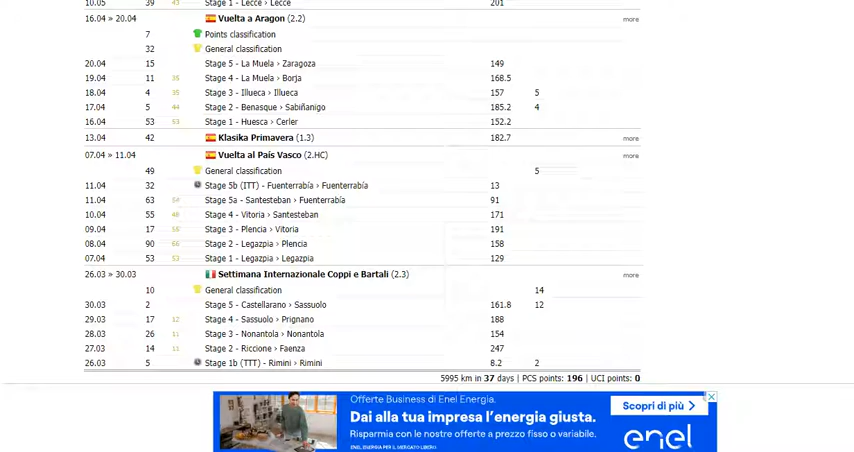 10.05 39 43 Stage 1 - Lecce › Lecce 201
16.04 » 20.04 Vuelta a Aragon (2.2) more
7 Points classification
32 General classification
20.04 15 Stage 5 - La Muela › Zaragoza 149
19.04 11 35 Stage 4 - La Muela › Borja 168.5
18.04 4 35 Stage 3 - Illueca › Illueca 157 5
17.04 5 44 Stage 2 - Benasque › Sabiñanigo 185.2 4
16.04 53 53 Stage 1 - Huesca › Cerler 152.2
13.04 42 Klasika Primavera (1.3) 182.7 more
07.04 » 11.04 Vuelta al País Vasco (2.HC) more
49 General classification 5
11.04 32 Stage 5b (ITT) - Fuenterrabía › Fuenterrabía 13
11.04 63 Stage 5a - Santesteban › Fuenterrabía 91
10.04 55 48 Stage 4 - Vitoria › Santesteban 171
09.04 17 55 Stage 3 - Plencia › Vitoria 191
08.04 90 66 Stage 2 - Legazpia › Plencia 158
07.04 53 53 Stage 1 - Legazpia › Legazpia 129
26.03 » 30.03 Settimana Internazionale Coppi e Bartali (2.3) more
10 General classification 14
30.03 2 Stage 5 - Castellarano › Sassuolo 161.8 12
29.03 17 12 Stage 4 - Sassuolo › Prignano 188
28.03 26 11 Stage 3 - Nonantola › Nonantola 154
27.03 14 11 Stage 2 - Riccione › Faenza 247
26.03 5 Stage 1b (TTT) - Rimini › Rimini 8.2 2
5995 km in 37 days | PCS points: 196 | UCI points: 0
Offerte Business di Enel Energia.
Dai alla tua impresa l'energia giusta.
Risparmia con le nostre offerte a prezzo fisso o variabile.
ENEL ENERGIA PER IL MERCATO LIBERO.
Scopri di più
enel